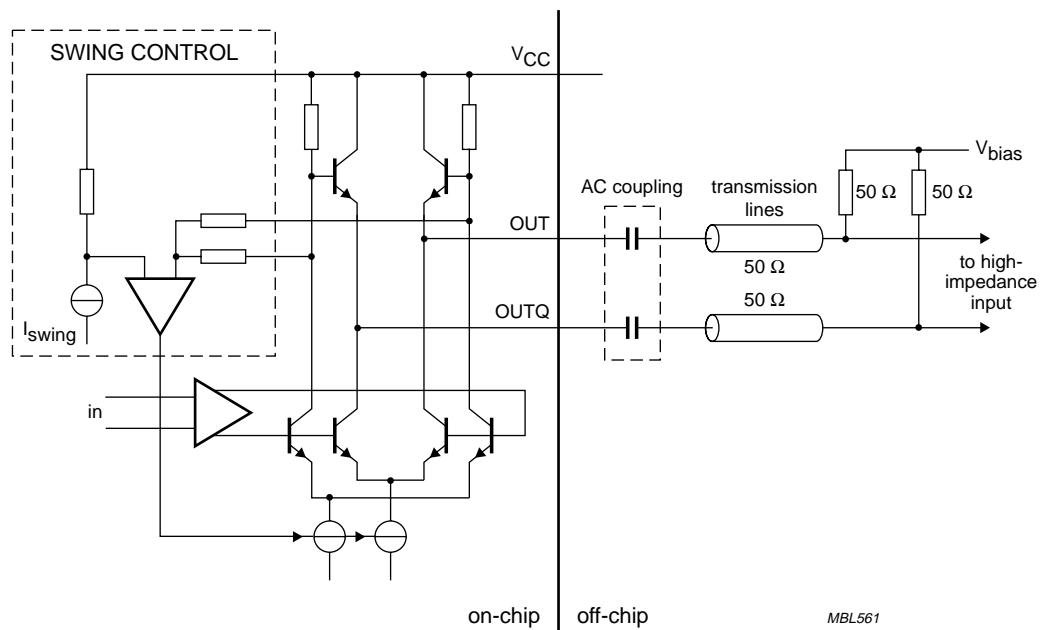 SWING CONTROL
VCC
Vbias
AC coupling
transmission
lines
50 Ω
50 Ω
OUT
50 Ω
to high-
impedance
input
50 Ω
OUTQ
Iswing
in
on-chip
off-chip
MBL561